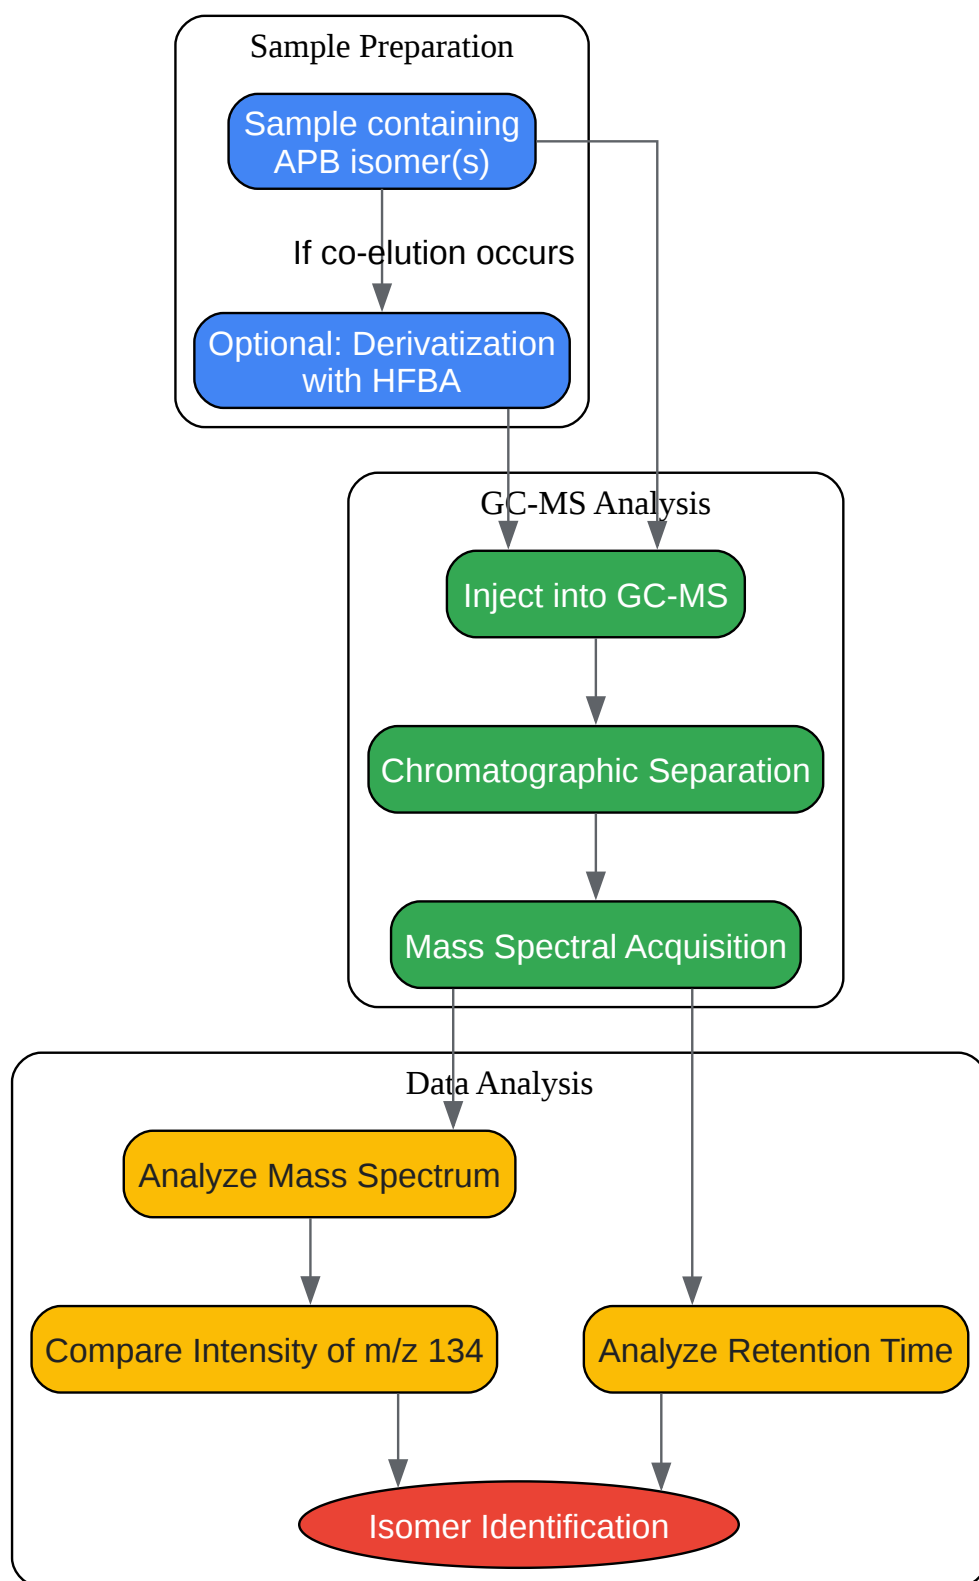 Sample Preparation
Sample containing
APB isomer(s)
If co-elution occurs
Optional: Derivatization
with HFBA
GC-MS Analysis
Inject into GC-MS
Chromatographic Separation
Mass Spectral Acquisition
Data Analysis
Analyze Mass Spectrum
Compare Intensity of m/z 134
Analyze Retention Time
Isomer Identification